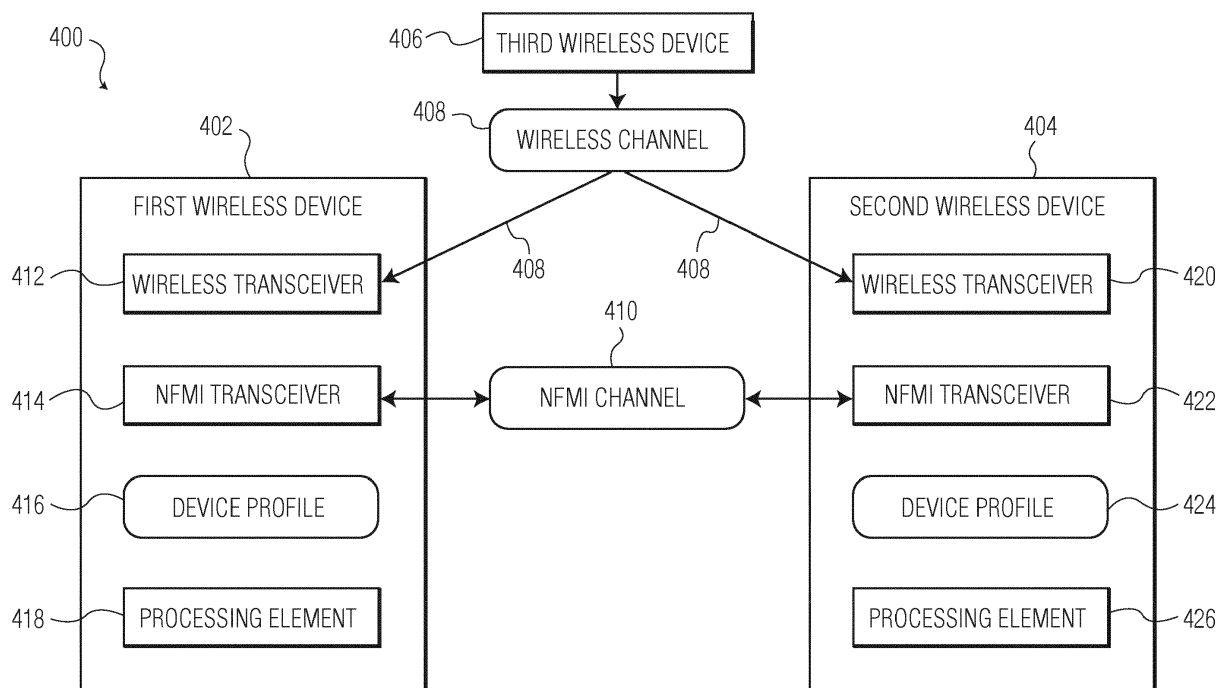 400
406
THIRD WIRELESS DEVICE
408
WIRELESS CHANNEL
402
404
FIRST WIRELESS DEVICE
SECOND WIRELESS DEVICE
408
408
412
WIRELESS TRANSCEIVER
WIRELESS TRANSCEIVER
420
410
414
NFMI TRANSCEIVER
NFMI CHANNEL
NFMI TRANSCEIVER
422
416
DEVICE PROFILE
DEVICE PROFILE
424
418
PROCESSING ELEMENT
PROCESSING ELEMENT
426